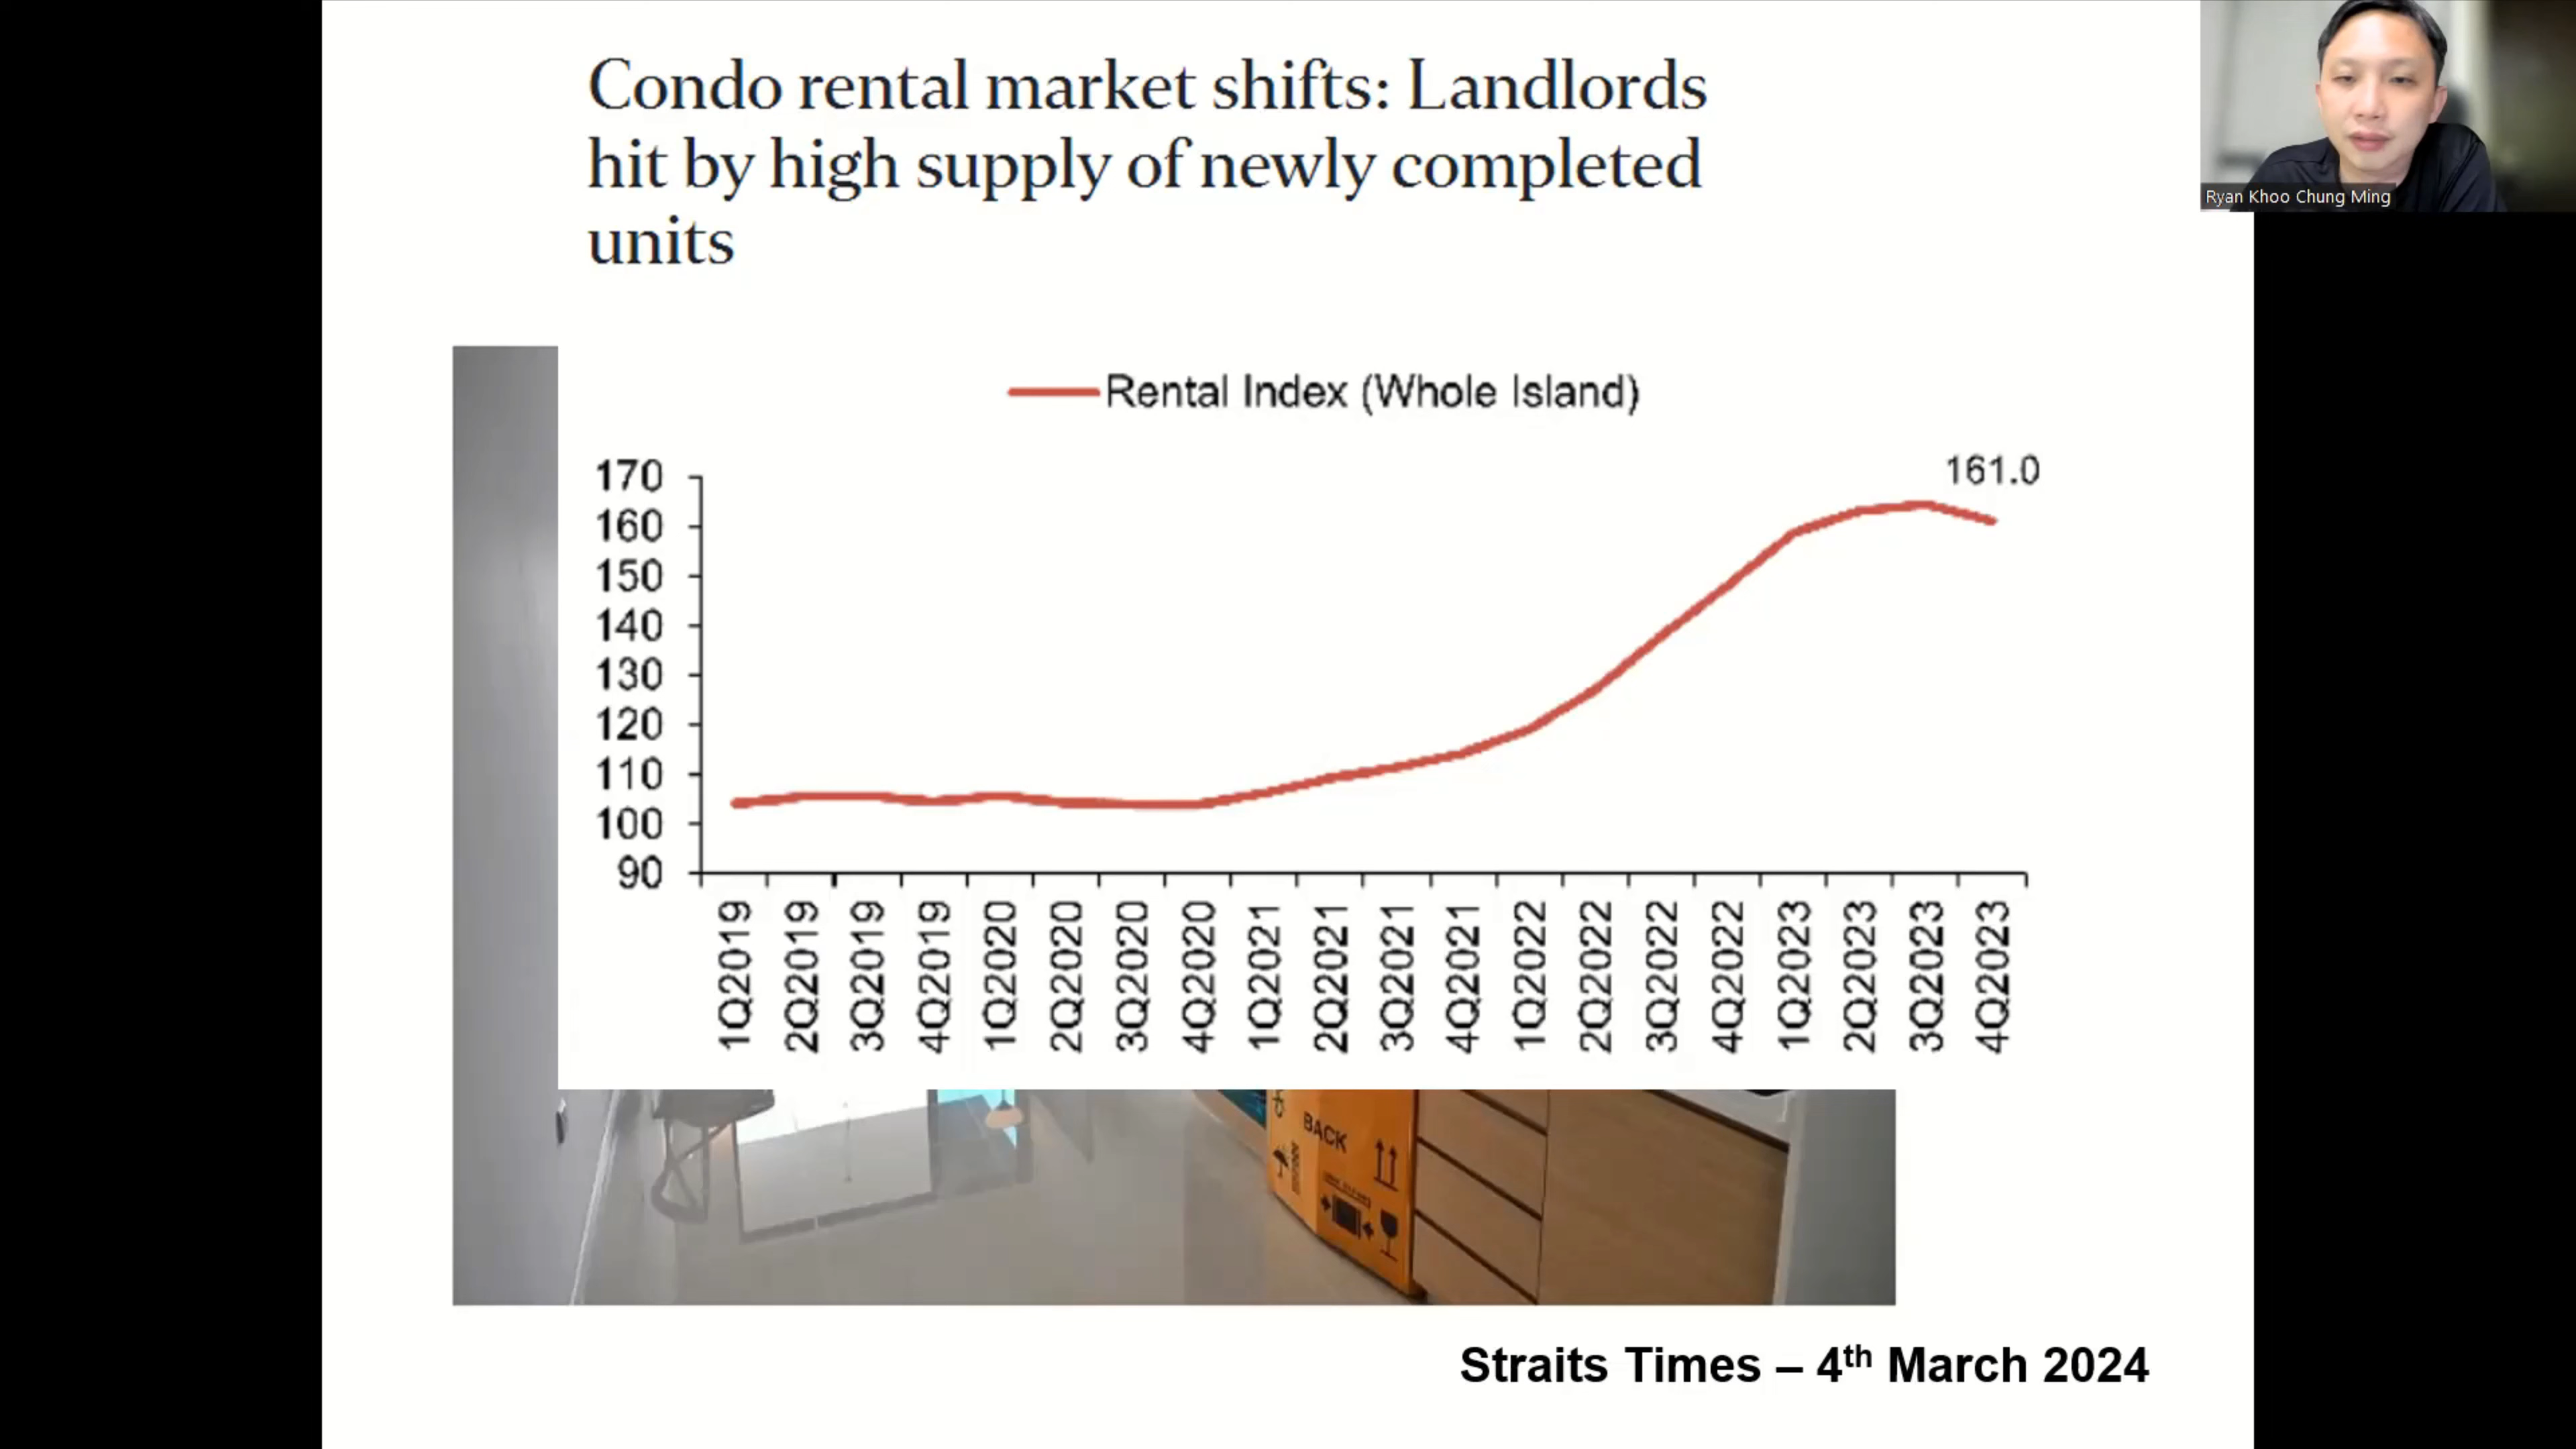 Condo rental market shifts: Landlords
hit by high supply of newly completed
units
Ryan Khoo Chung Ming
Rental Index (Whole Island)
161.0
170
160
150
140
130
120
110
100
90
1Q2019
2Q2019
3Q2019
4Q2019
1Q2020
2Q2020
3Q2020
4Q2020
1Q2021
2Q2021
3Q2021
4Q2021
1Q2022
2Q2022
3Q2022
4Q2022
1Q2023
2Q2023
3Q2023
4Q2023
BACK
Straits Times – 4th March 2024